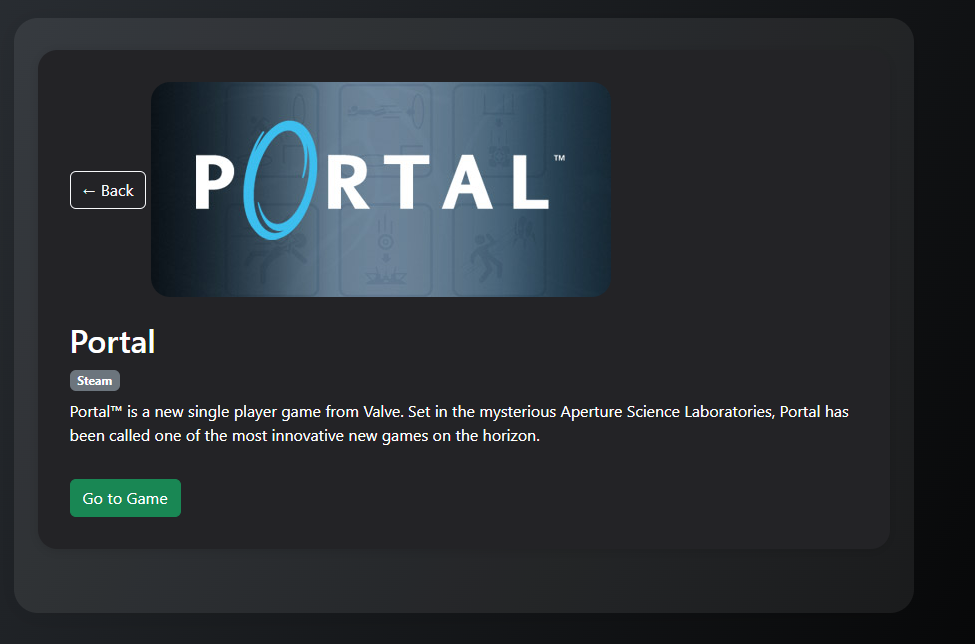 ← Back
PORTAL™
Portal
Steam
Portal™ is a new single player game from Valve. Set in the mysterious Aperture Science Laboratories, Portal has
been called one of the most innovative new games on the horizon.
Go to Game